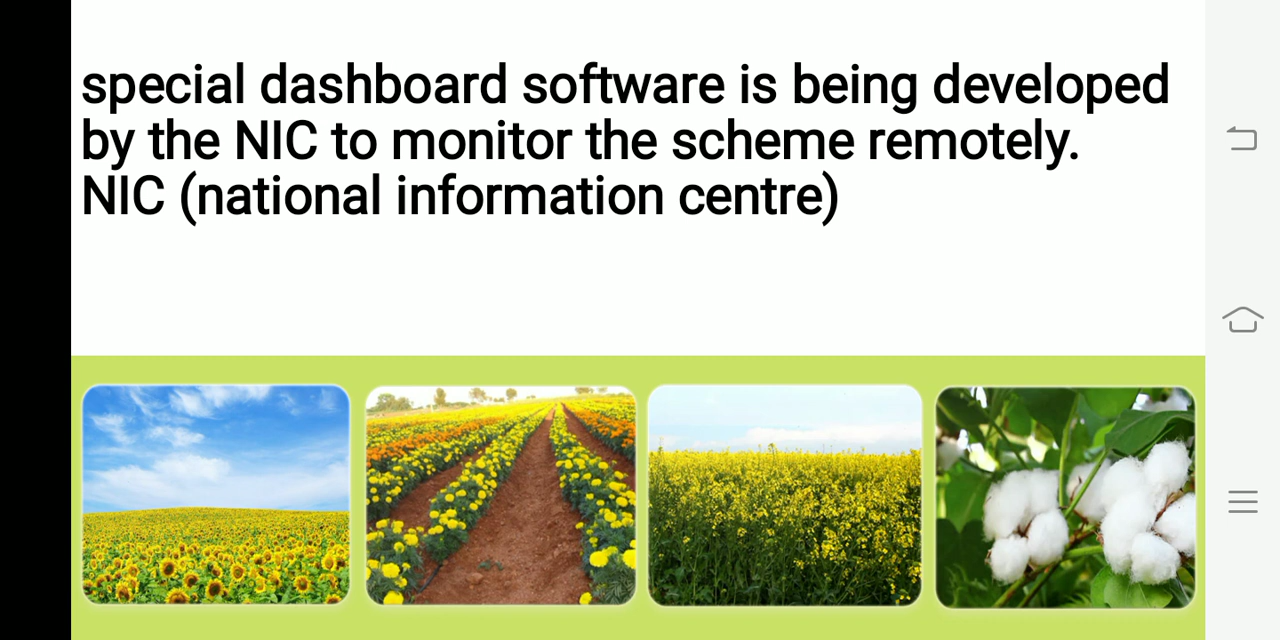 special dashboard software is being developed
by the NIC to monitor the scheme remotely.
NIC (national information centre)